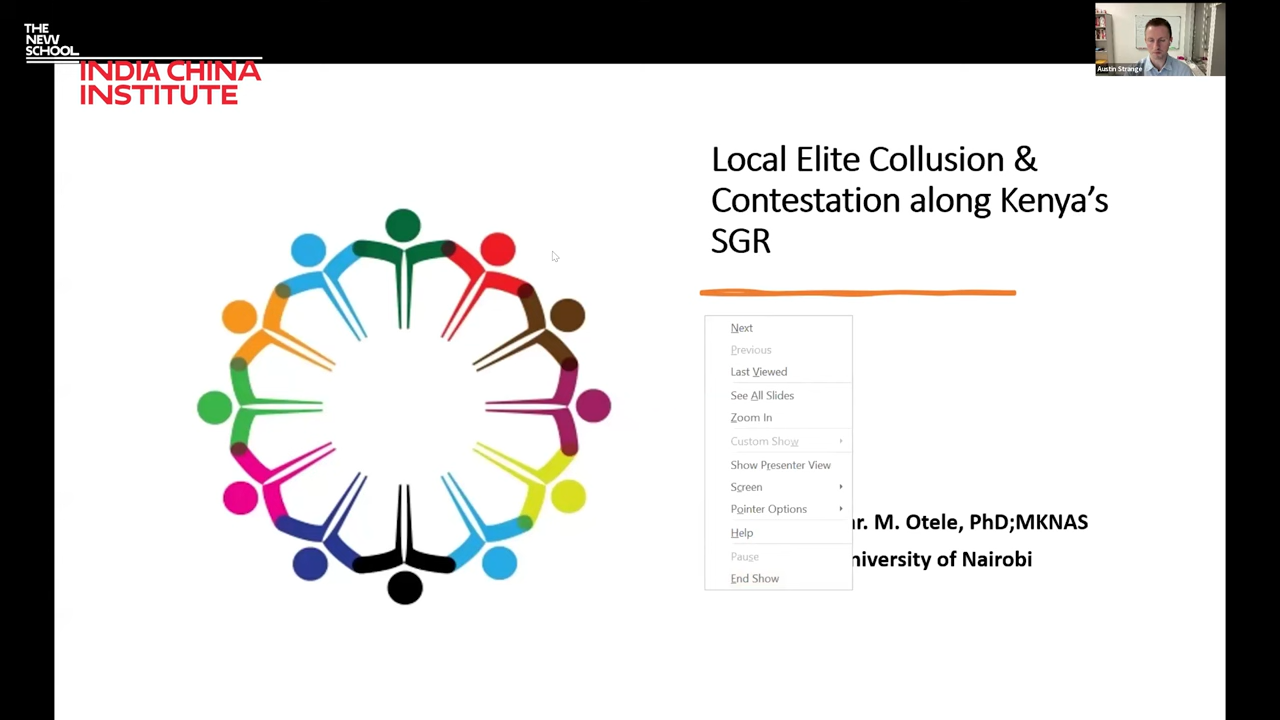 THE
NEW
SCHOOL
INDIA CHINA
INSTITUTE
Austin Strange
Local Elite Collusion &
Contestation along Kenya's
SGR
Next
Previous
Last Viewed
See All Slides
Zoom In
Custom Show
Show Presenter View
Screen
Pointer Options
Help
Pause
End Show
r. M. Otele, PhD;MKNAS
niversity of Nairobi